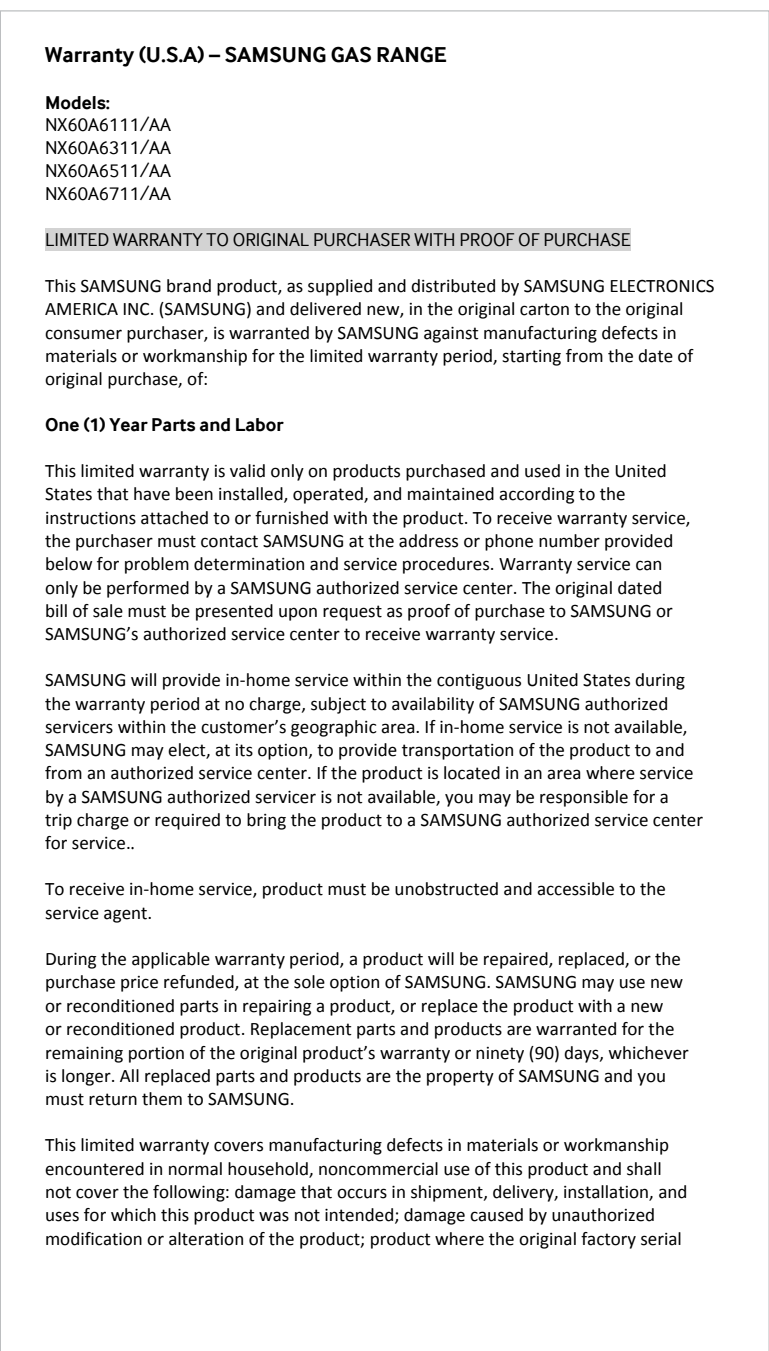 Warranty (U.S.A) – SAMSUNG GAS RANGE
Models:
NX60A6111/AA
NX60A6311/AA
NX60A6511/AA
NX60A6711/AA
LIMITED WARRANTY TO ORIGINAL PURCHASER WITH PROOF OF PURCHASE
This SAMSUNG brand product, as supplied and distributed by SAMSUNG ELECTRONICS
AMERICA INC. (SAMSUNG) and delivered new, in the original carton to the original
consumer purchaser, is warranted by SAMSUNG against manufacturing defects in
materials or workmanship for the limited warranty period, starting from the date of
original purchase, of:
One (1) Year Parts and Labor
This limited warranty is valid only on products purchased and used in the United
States that have been installed, operated, and maintained according to the
instructions attached to or furnished with the product. To receive warranty service,
the purchaser must contact SAMSUNG at the address or phone number provided
below for problem determination and service procedures. Warranty service can
only be performed by a SAMSUNG authorized service center. The original dated
bill of sale must be presented upon request as proof of purchase to SAMSUNG or
SAMSUNG’s authorized service center to receive warranty service.
SAMSUNG will provide in-home service within the contiguous United States during
the warranty period at no charge, subject to availability of SAMSUNG authorized
servicers within the customer’s geographic area. If in-home service is not available,
SAMSUNG may elect, at its option, to provide transportation of the product to and
from an authorized service center. If the product is located in an area where service
by a SAMSUNG authorized servicer is not available, you may be responsible for a
trip charge or required to bring the product to a SAMSUNG authorized service center
for service..
To receive in-home service, product must be unobstructed and accessible to the
service agent.
During the applicable warranty period, a product will be repaired, replaced, or the
purchase price refunded, at the sole option of SAMSUNG. SAMSUNG may use new
or reconditioned parts in repairing a product, or replace the product with a new
or reconditioned product. Replacement parts and products are warranted for the
remaining portion of the original product’s warranty or ninety (90) days, whichever
is longer. All replaced parts and products are the property of SAMSUNG and you
must return them to SAMSUNG.
This limited warranty covers manufacturing defects in materials or workmanship
encountered in normal household, noncommercial use of this product and shall
not cover the following: damage that occurs in shipment, delivery, installation, and
uses for which this product was not intended; damage caused by unauthorized
modification or alteration of the product; product where the original factory serial